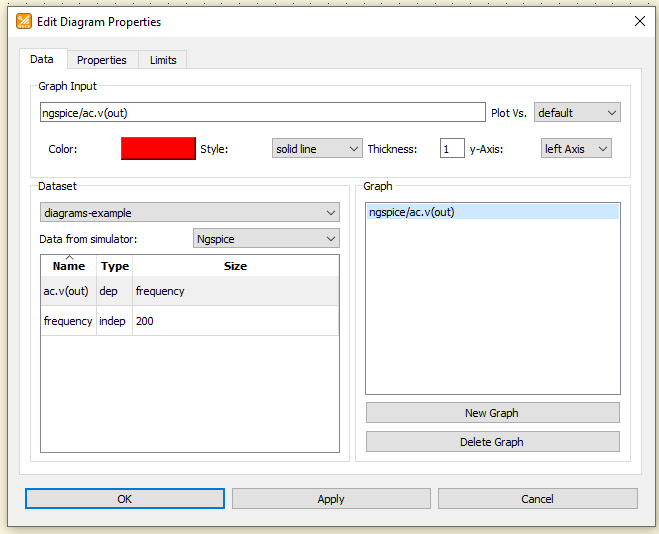 Edit Diagram Properties
Data Properties Limits
Graph Input
ngspice/ac.v(out) Plot Vs. default
Color: Style: solid line Thickness: 1 y-Axis: left Axis
Dataset
diagrams-example
Data from simulator: Ngspice
Name Type Size
ac.v(out) dep frequency
frequency indep 200
Graph
ngspice/ac.v(out)
New Graph
Delete Graph
OK Apply Cancel